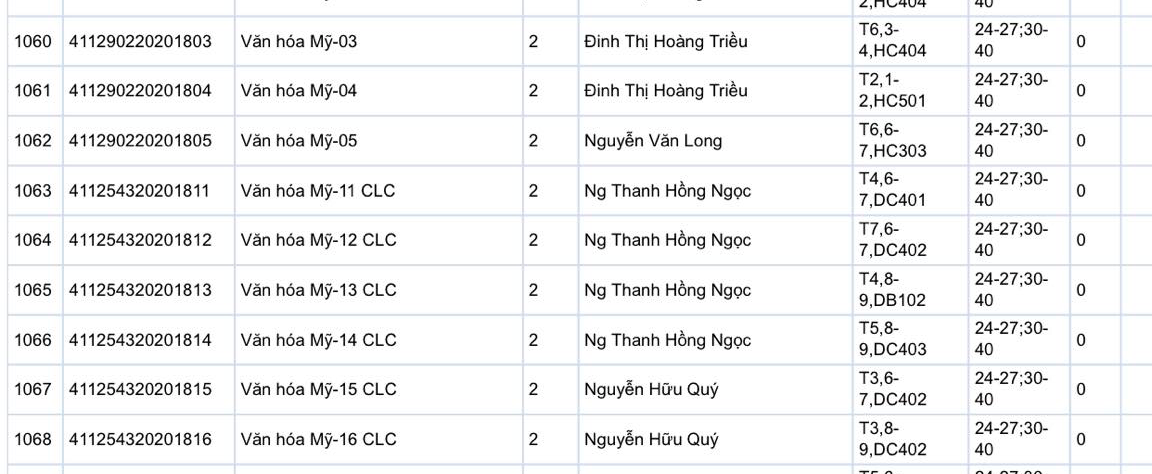 2,HC404 40
1060 411290220201803 Văn hóa Mỹ-03 2 Đinh Thị Hoàng Triều T6,3- 24-27;30- 0
4,HC404 40
1061 411290220201804 Văn hóa Mỹ-04 2 Đinh Thị Hoàng Triều T2,1- 24-27;30- 0
2,HC501 40
1062 411290220201805 Văn hóa Mỹ-05 2 Nguyễn Văn Long T6,6- 24-27;30- 0
7,HC303 40
1063 411254320201811 Văn hóa Mỹ-11 CLC 2 Ng Thanh Hồng Ngọc T4,6- 24-27;30- 0
7,DC401 40
1064 411254320201812 Văn hóa Mỹ-12 CLC 2 Ng Thanh Hồng Ngọc T7,6- 24-27;30- 0
7,DC402 40
1065 411254320201813 Văn hóa Mỹ-13 CLC 2 Ng Thanh Hồng Ngọc T4,8- 24-27;30- 0
9,DB102 40
1066 411254320201814 Văn hóa Mỹ-14 CLC 2 Ng Thanh Hồng Ngọc T5,8- 24-27;30- 0
9,DC403 40
1067 411254320201815 Văn hóa Mỹ-15 CLC 2 Nguyễn Hữu Quý T3,6- 24-27;30- 0
7,DC402 40
1068 411254320201816 Văn hóa Mỹ-16 CLC 2 Nguyễn Hữu Quý T3,8- 24-27;30- 0
9,DC402 40